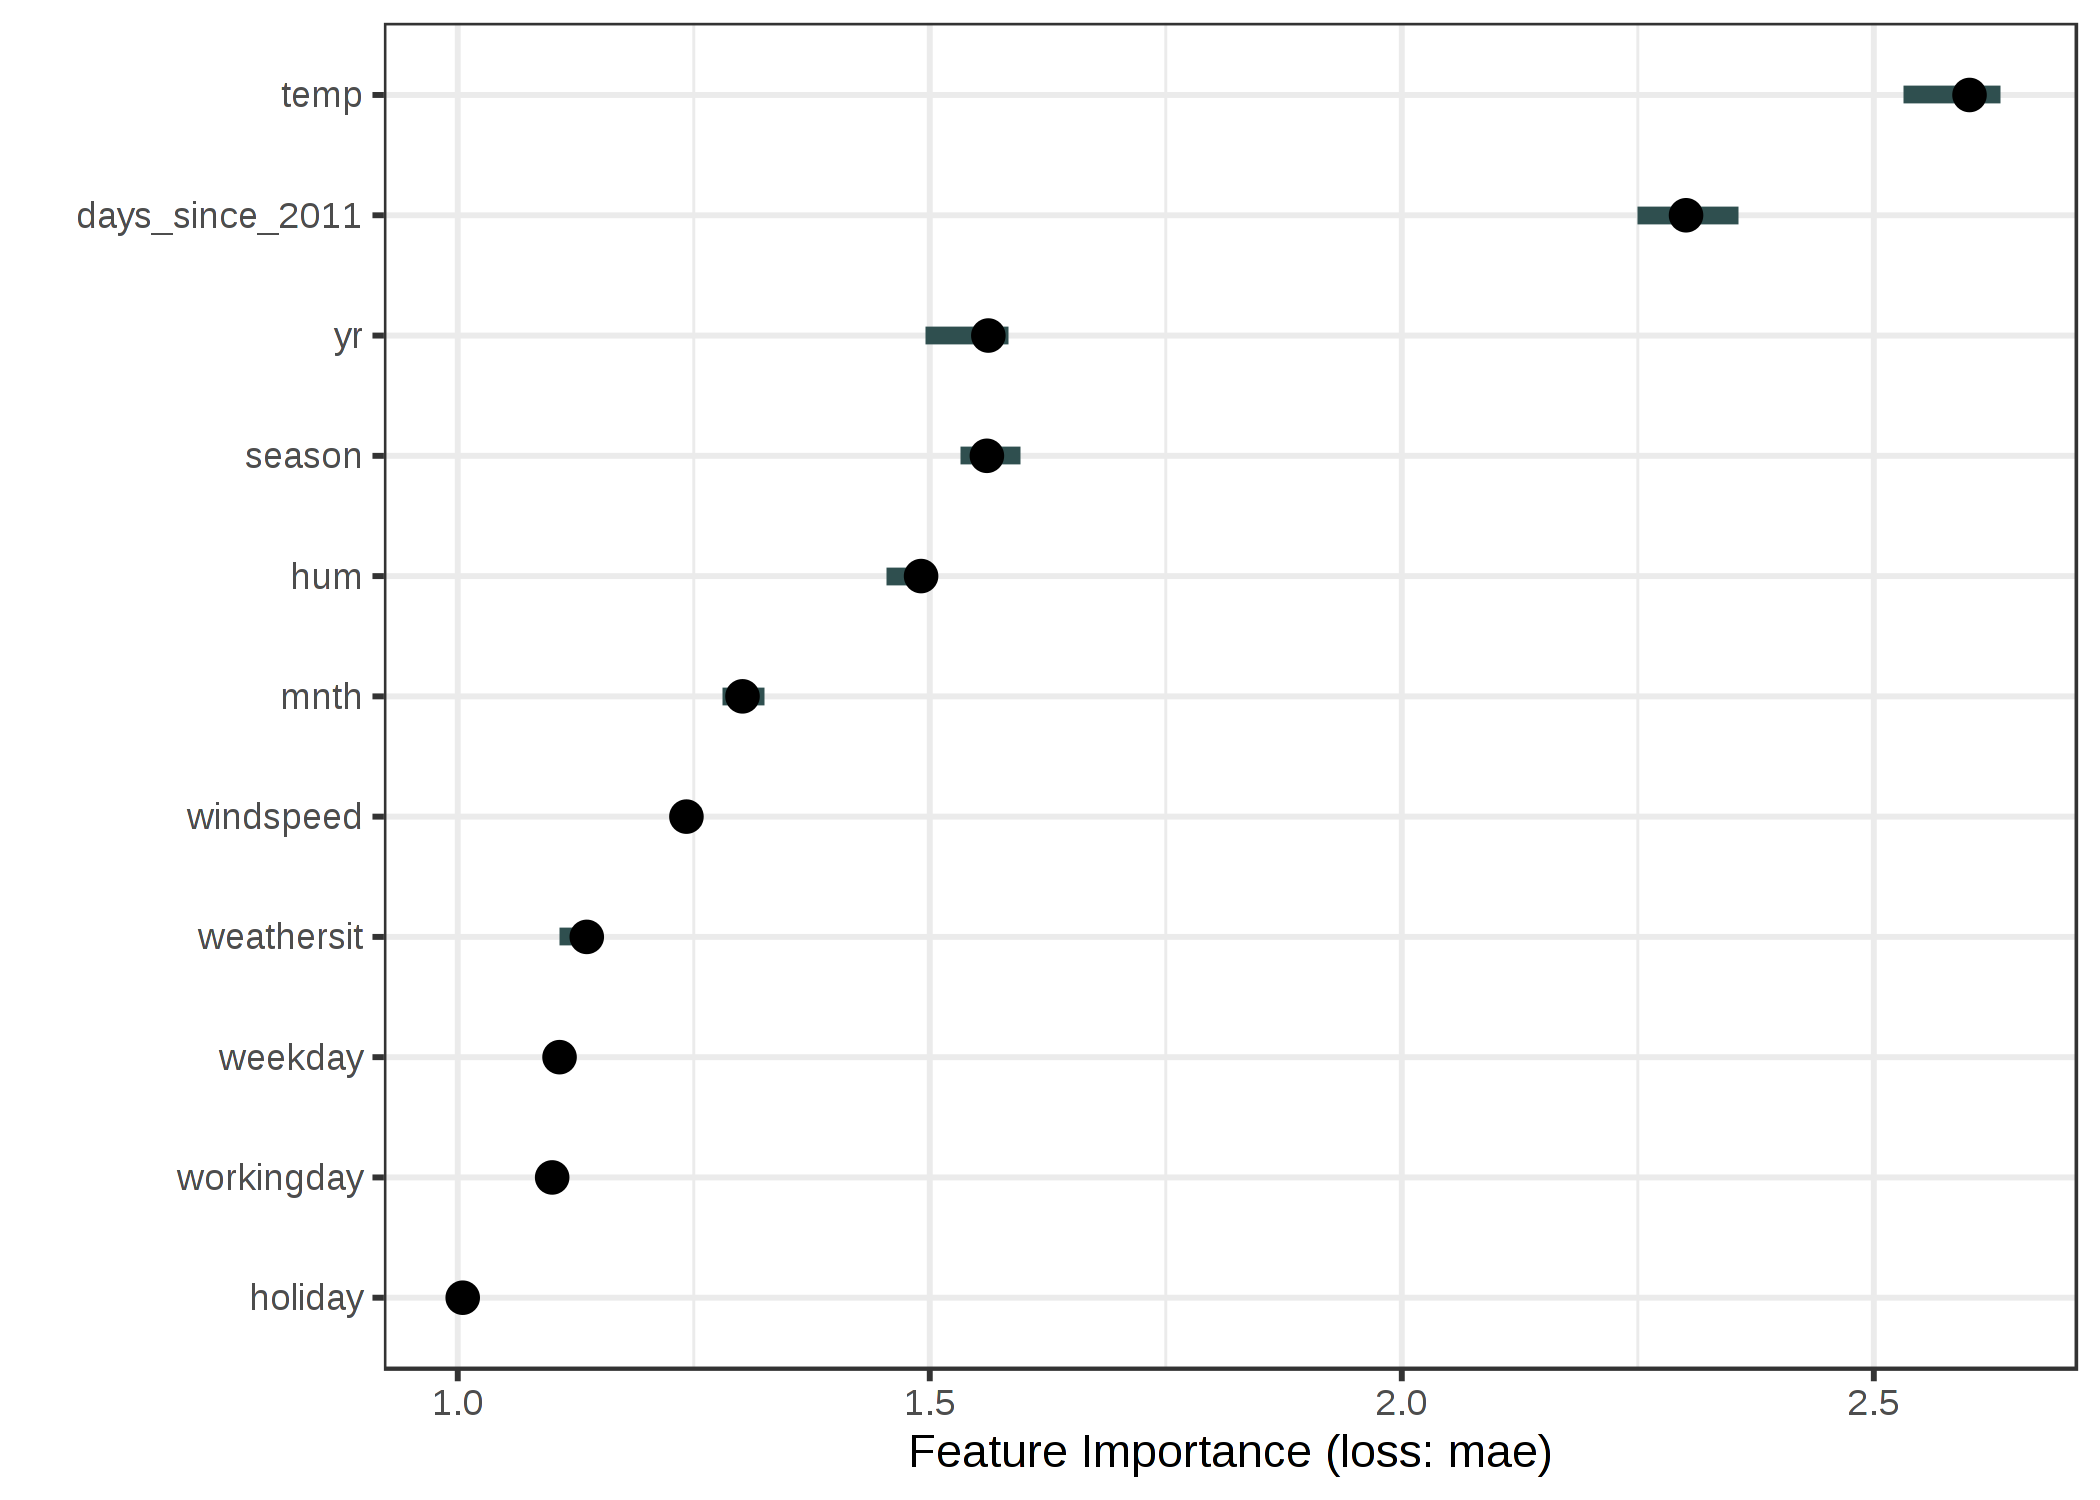 temp
days_since_2011
yr
season
hum
mnth
windspeed
weathersit
weekday
workingday
holiday
1.0 1.5 2.0 2.5
Feature Importance (loss: mae)